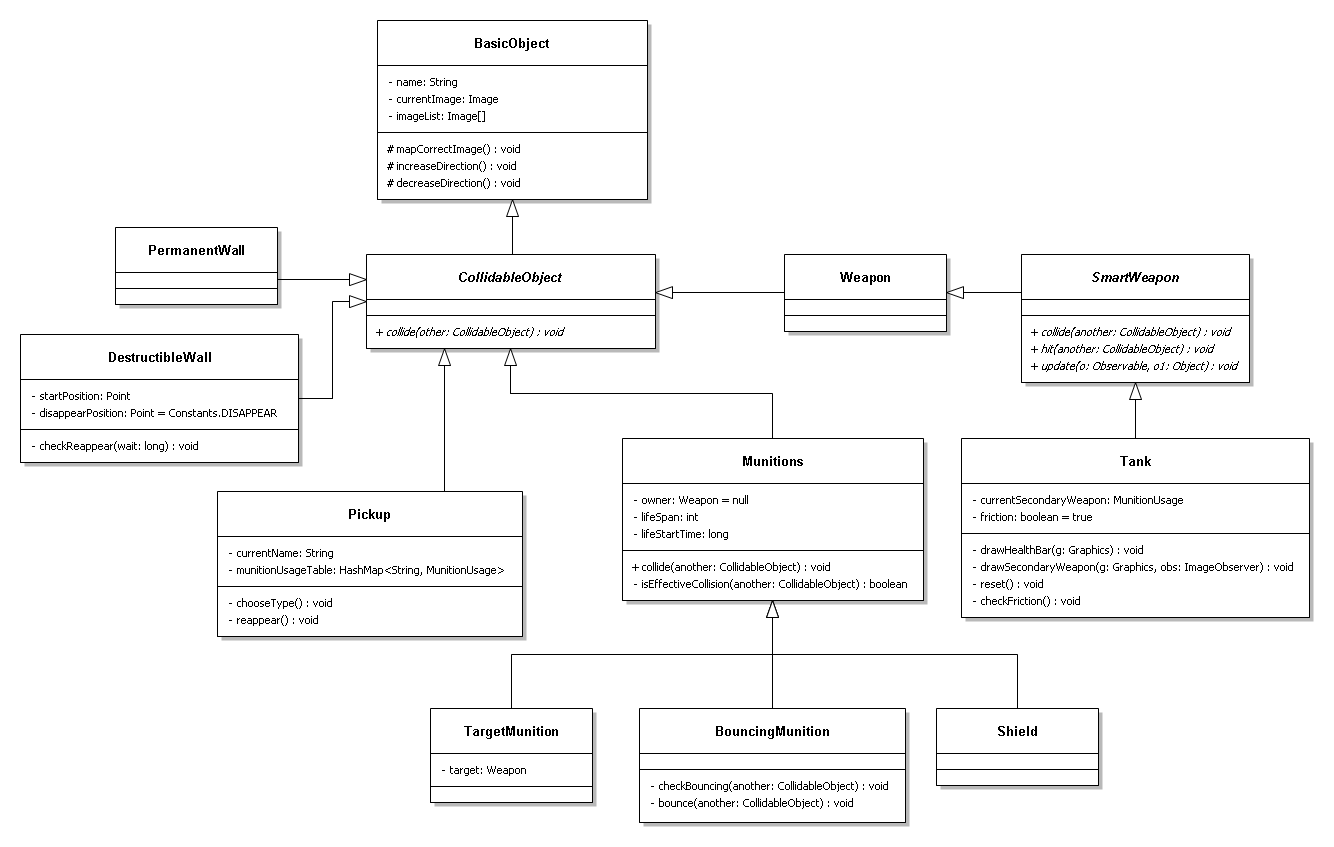 BasicObject
- name: String
- currentImage: Image
- imageList: Image[]
# mapCorrectImage() : void
# increaseDirection() : void
# decreaseDirection() : void
PermanentWall
CollidableObject
+ collide(other: CollidableObject) : void
Weapon
SmartWeapon
+ collide(another: CollidableObject) : void
+ hit(another: CollidableObject) : void
+ update(o: Observable, o1: Object) : void
DestructibleWall
- startPosition: Point
- disappearPosition: Point = Constants.DISAPPEAR
- checkReappear(wait: long) : void
Pickup
- currentName: String
- munitionUsageTable: HashMap<String, MunitionUsage>
- chooseType() : void
- reappear() : void
Munitions
- owner: Weapon = null
- lifeSpan: int
- lifeStartTime: long
+ collide(another: CollidableObject) : void
- isEffectiveCollision(another: CollidableObject) : boolean
Tank
- currentSecondaryWeapon: MunitionUsage
- friction: boolean = true
- drawHealthBar(g: Graphics) : void
- drawSecondaryWeapon(g: Graphics, obs: ImageObserver) : void
- reset() : void
- checkFriction() : void
TargetMunition
- target: Weapon
BouncingMunition
- checkBouncing(another: CollidableObject) : void
- bounce(another: CollidableObject) : void
Shield